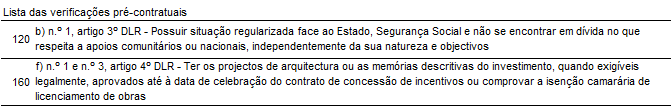 Lista das verificações pré-contratuais
120 b) n.º 1, artigo 3º DLR - Possuir situação regularizada face ao Estado, Segurança Social e não se encontrar em dívida no que
respeita a apoios comunitários ou nacionais, independentemente da sua natureza e objectivos
160 f) n.º 1 e n.º 3, artigo 4º DLR - Ter os projectos de arquitectura ou as memórias descritivas do investimento, quando exigíveis
legalmente, aprovados até à data de celebração do contrato de concessão de incentivos ou comprovar a isenção camarária de
licenciamento de obras